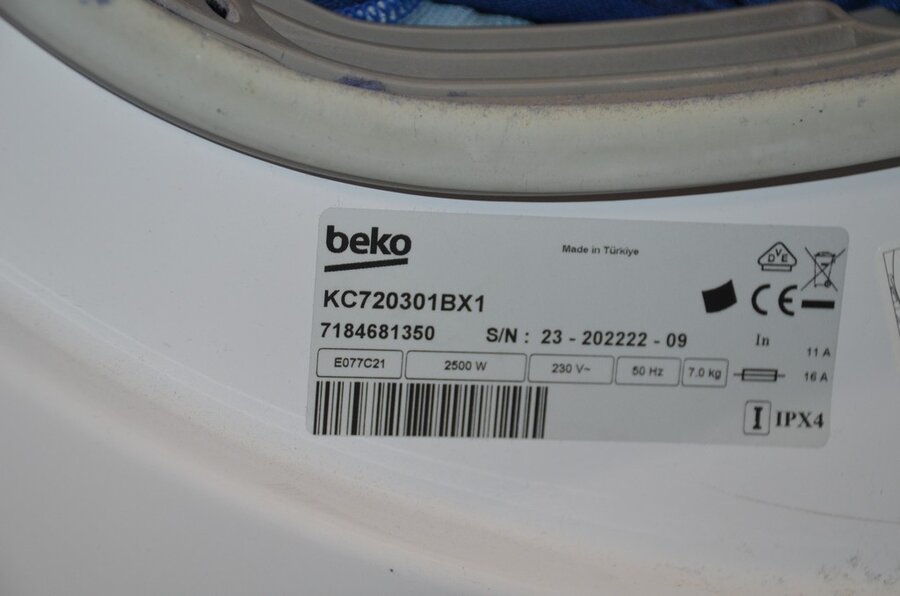 beko
Made in Türkiye
VDE
CE
KC720301BX1
7184681350 S/N : 23 - 202222 - 09
In 11 A
E077C21 2500 W 230 V~ 50 Hz 7.0 kg 16 A
I IPX4